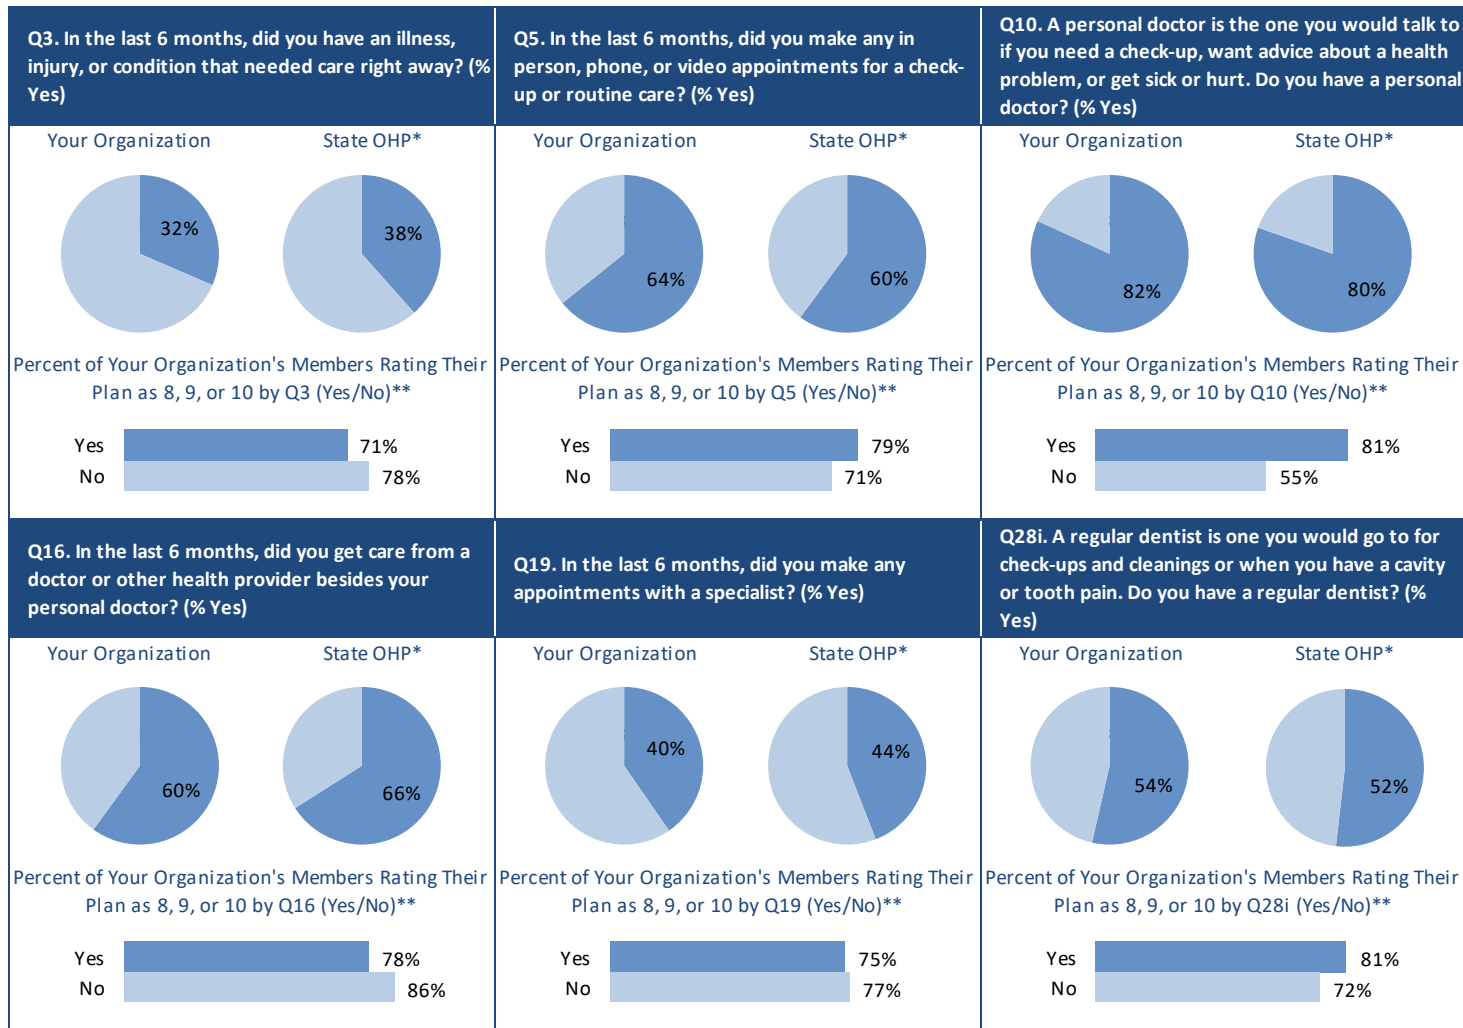 Q3. In the last 6 months, did you have an illness,
injury, or condition that needed care right away? (%
Yes)
Q5. In the last 6 months, did you make any in
person, phone, or video appointments for a check-
up or routine care? (% Yes)
Q10. A personal doctor is the one you would talk to
if you need a check-up, want advice about a health
problem, or get sick or hurt. Do you have a personal
doctor? (% Yes)
Your Organization
State OHP*
32%
38%
Percent of Your Organization's Members Rating Their
Plan as 8, 9, or 10 by Q3 (Yes/No)**
Yes
71%
No
78%
Your Organization
State OHP*
64%
60%
Percent of Your Organization's Members Rating Their
Plan as 8, 9, or 10 by Q5 (Yes/No)**
Yes
79%
No
71%
Your Organization
State OHP*
82%
80%
Percent of Your Organization's Members Rating Their
Plan as 8, 9, or 10 by Q10 (Yes/No)**
Yes
81%
No
55%
Q16. In the last 6 months, did you get care from a
doctor or other health provider besides your
personal doctor? (% Yes)
Q19. In the last 6 months, did you make any
appointments with a specialist? (% Yes)
Q28i. A regular dentist is one you would go to for
check-ups and cleanings or when you have a cavity
or tooth pain. Do you have a regular dentist? (%
Yes)
Your Organization
State OHP*
60%
66%
Percent of Your Organization's Members Rating Their
Plan as 8, 9, or 10 by Q16 (Yes/No)**
Yes
78%
No
86%
Your Organization
State OHP*
40%
44%
Percent of Your Organization's Members Rating Their
Plan as 8, 9, or 10 by Q19 (Yes/No)**
Yes
75%
No
77%
Your Organization
State OHP*
54%
52%
Percent of Your Organization's Members Rating Their
Plan as 8, 9, or 10 by Q28i (Yes/No)**
Yes
81%
No
72%